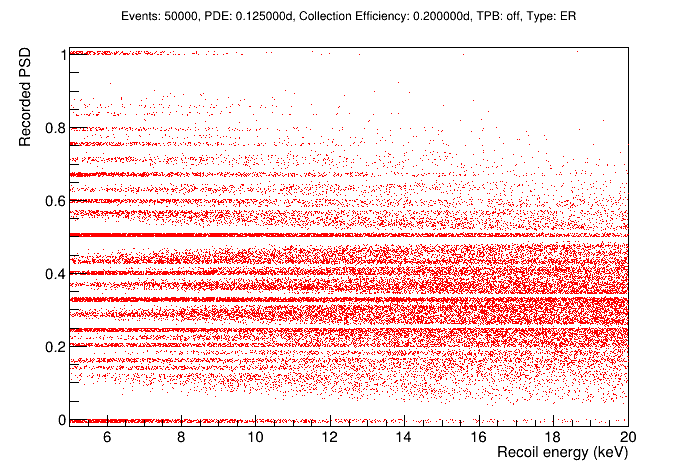 Events: 50000, PDE: 0.125000d, Collection Efficiency: 0.200000d, TPB: off, Type: ER
Recorded PSD
1
0.8
0.6
0.4
0.2
0
6 8 10 12 14 16 18 20
Recoil energy (keV)